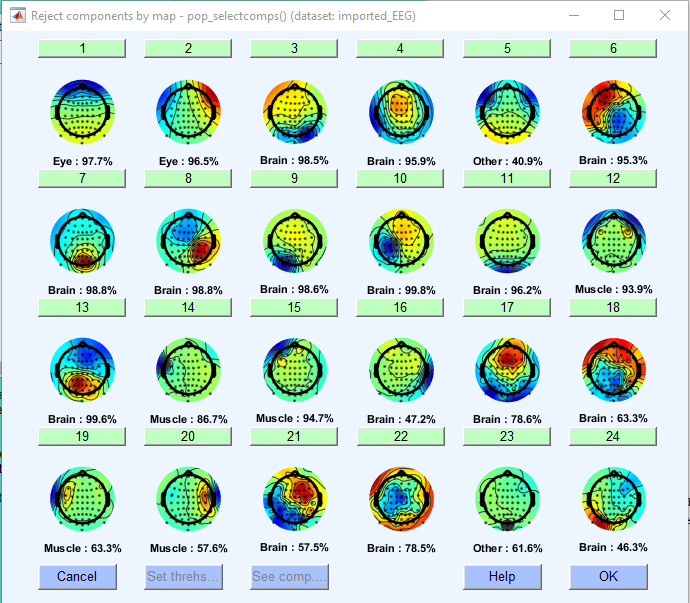 Reject components by map - pop_selectcomps() (dataset: imported_EEG)
1 2 3 4 5 6
Eye : 97.7% Eye : 96.5% Brain : 98.5% Brain : 95.9% Other : 40.9% Brain : 95.3%
7 8 9 10 11 12
Brain : 98.8% Brain : 98.8% Brain : 98.6% Brain : 99.8% Brain : 96.2% Muscle : 93.9%
13 14 15 16 17 18
Brain : 99.6% Muscle : 86.7% Muscle : 94.7% Brain : 47.2% Brain : 78.6% Brain : 63.3%
19 20 21 22 23 24
Muscle : 63.3% Muscle : 57.6% Brain : 57.5% Brain : 78.5% Other : 61.6% Brain : 46.3%
Cancel Set threhs.... See comp.... Help OK